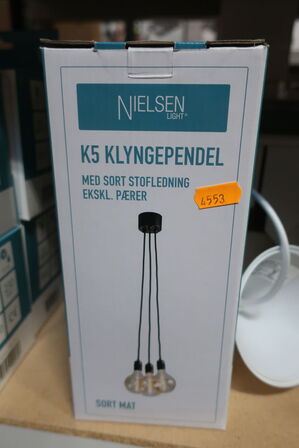 NIELSEN
LIGHT®
K5 KLYNGEPENDEL
MED SORT STOFLEDNING
EKSKL. PÆRER
4553
SORT MAT